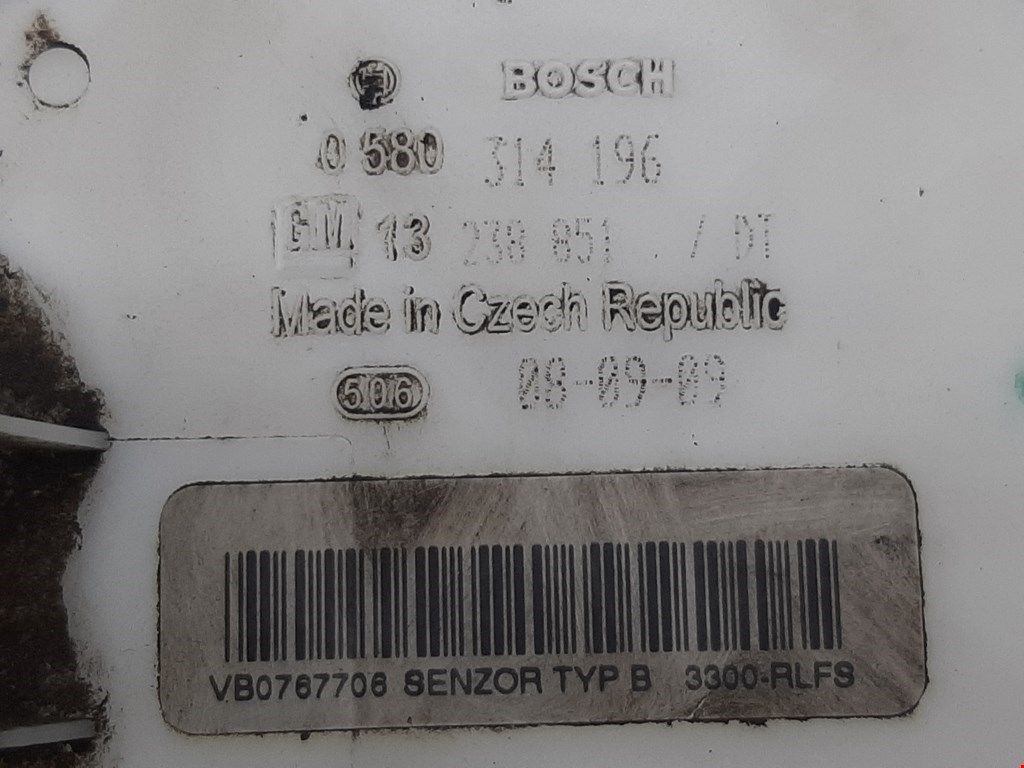 BOSCH
0 580 314 196
GM 13 238 851 / DT
Made in Czech Republic
506 08-09-09
VB0767706 SENZOR TYP B 3300-RLFS